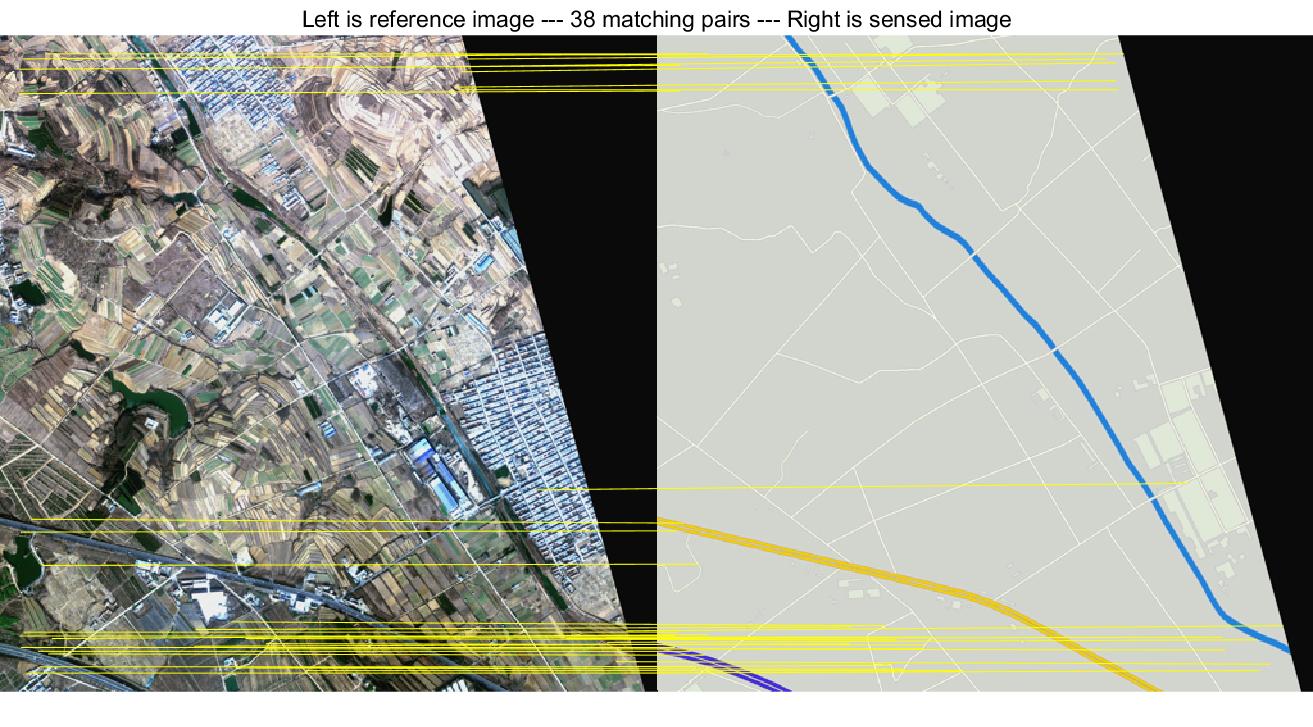 Left is reference image --- 38 matching pairs --- Right is sensed image